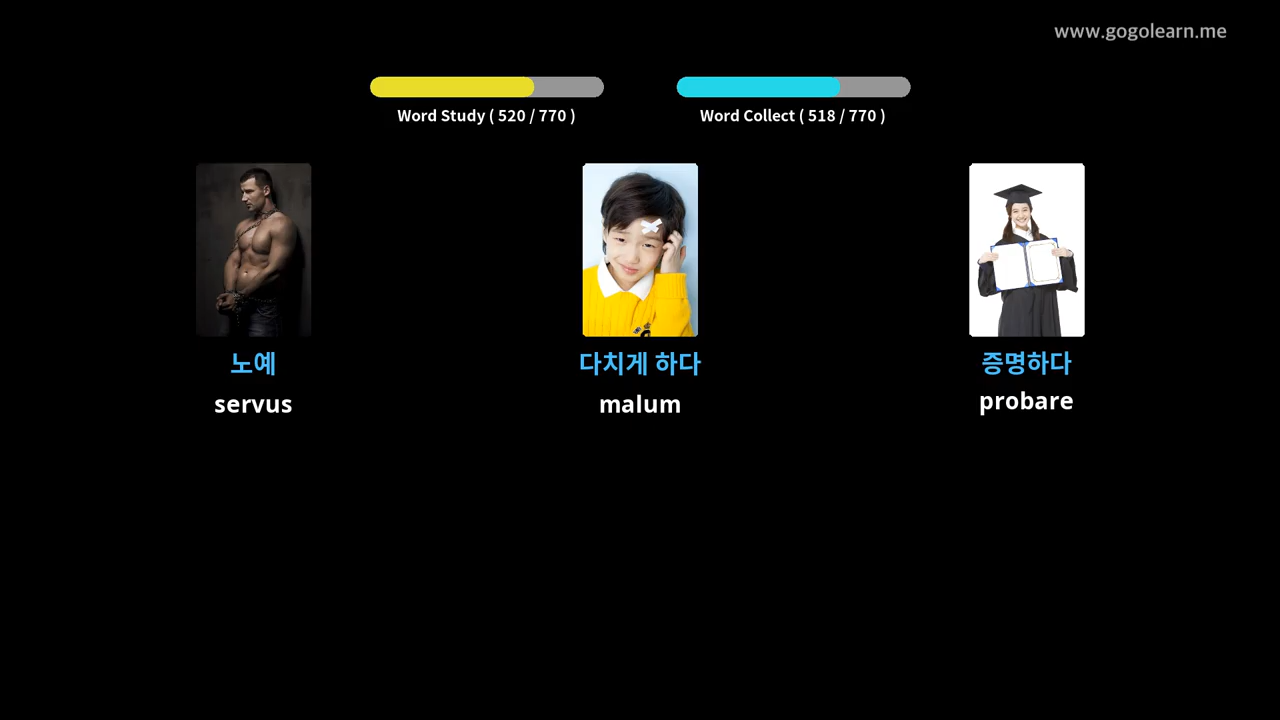 www.gogolearn.me
Word Study ( 520 / 770 )
Word Collect ( 518 / 770 )
노예
다치게 하다
증명하다
servus
malum
probare